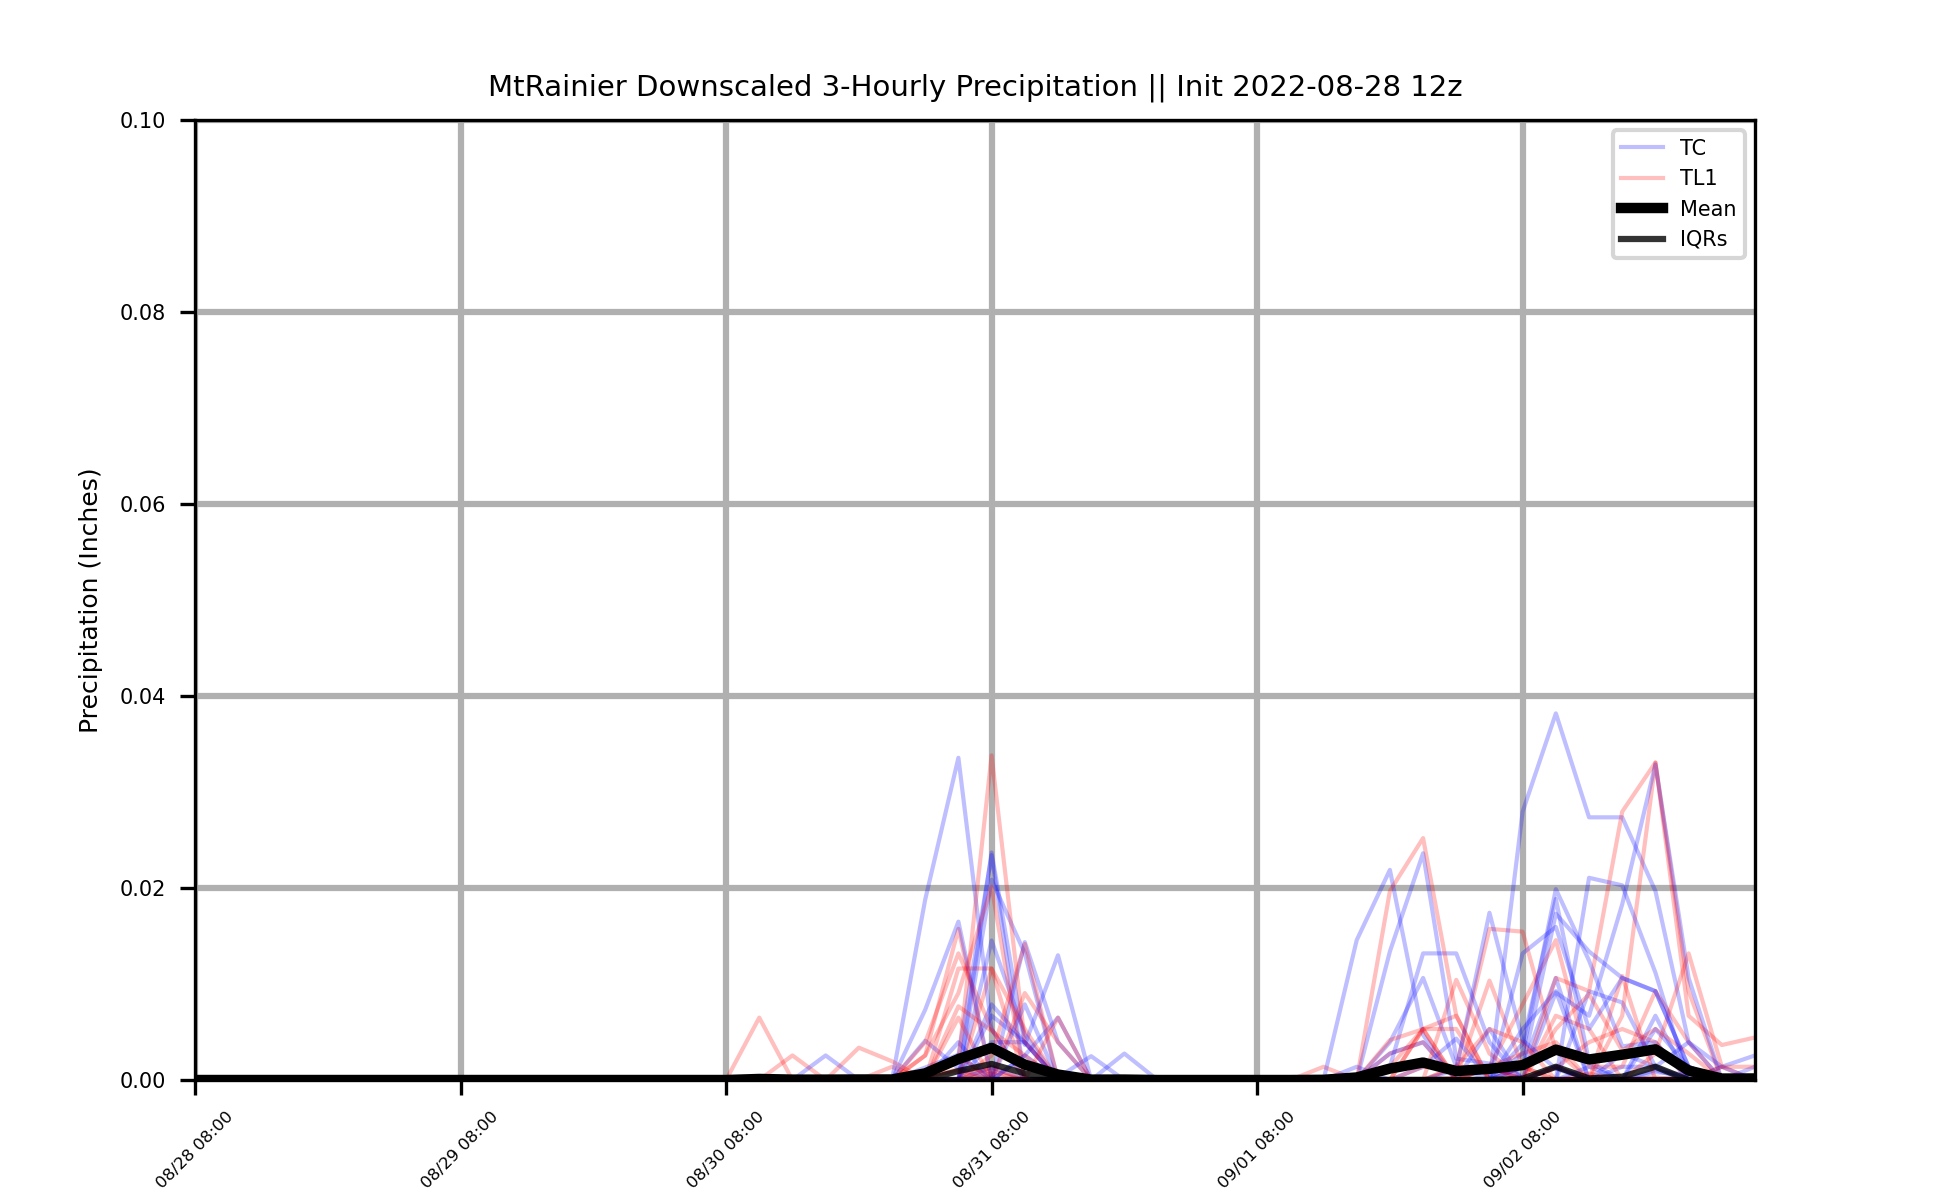 MtRainier Downscaled 3-Hourly Precipitation || Init 2022-08-28 12z
Precipitation (Inches)
0.10
0.08
0.06
0.04
0.02
0.00
TC
TL1
Mean
IQRs
08/28 08:00
08/29 08:00
08/30 08:00
08/31 08:00
09/01 08:00
09/02 08:00